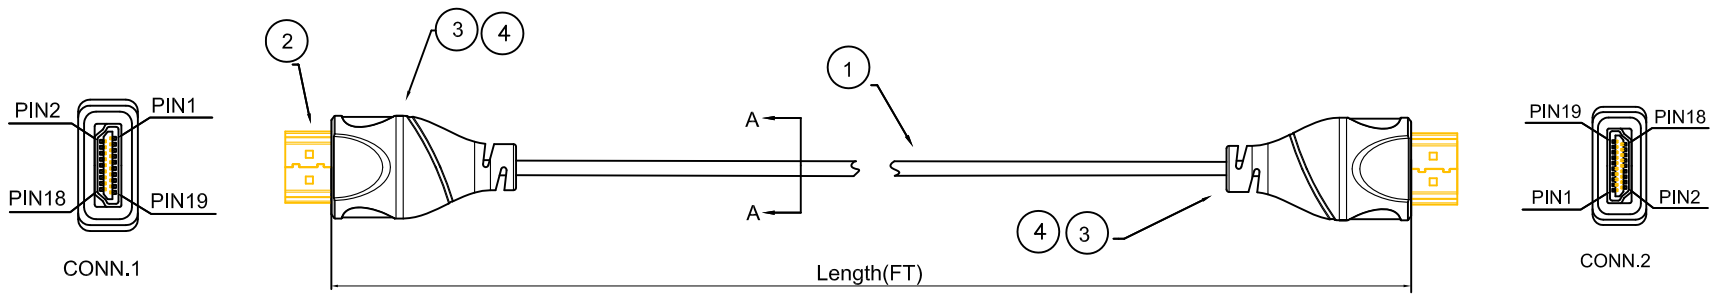 2
3
4
1
PIN2
PIN1
PIN18
PIN19
CONN.1
A
A
4
3
Length(FT)
PIN19
PIN18
PIN1
PIN2
CONN.2